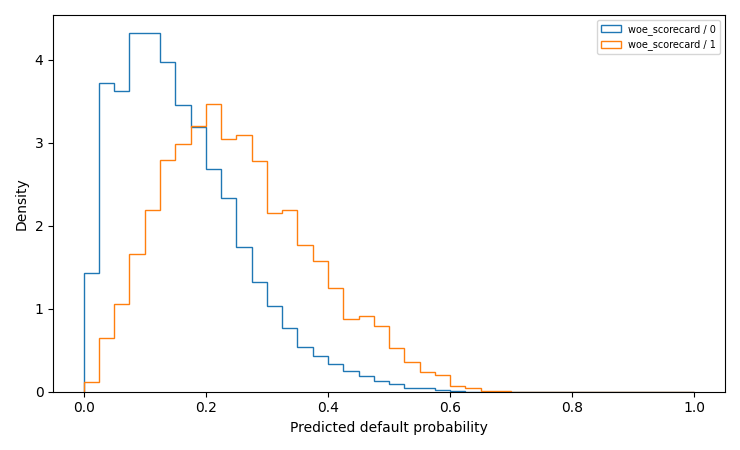 woe_scorecard / 0
woe_scorecard / 1
Density
4
3
2
1
0
0.0 0.2 0.4 0.6 0.8 1.0
Predicted default probability